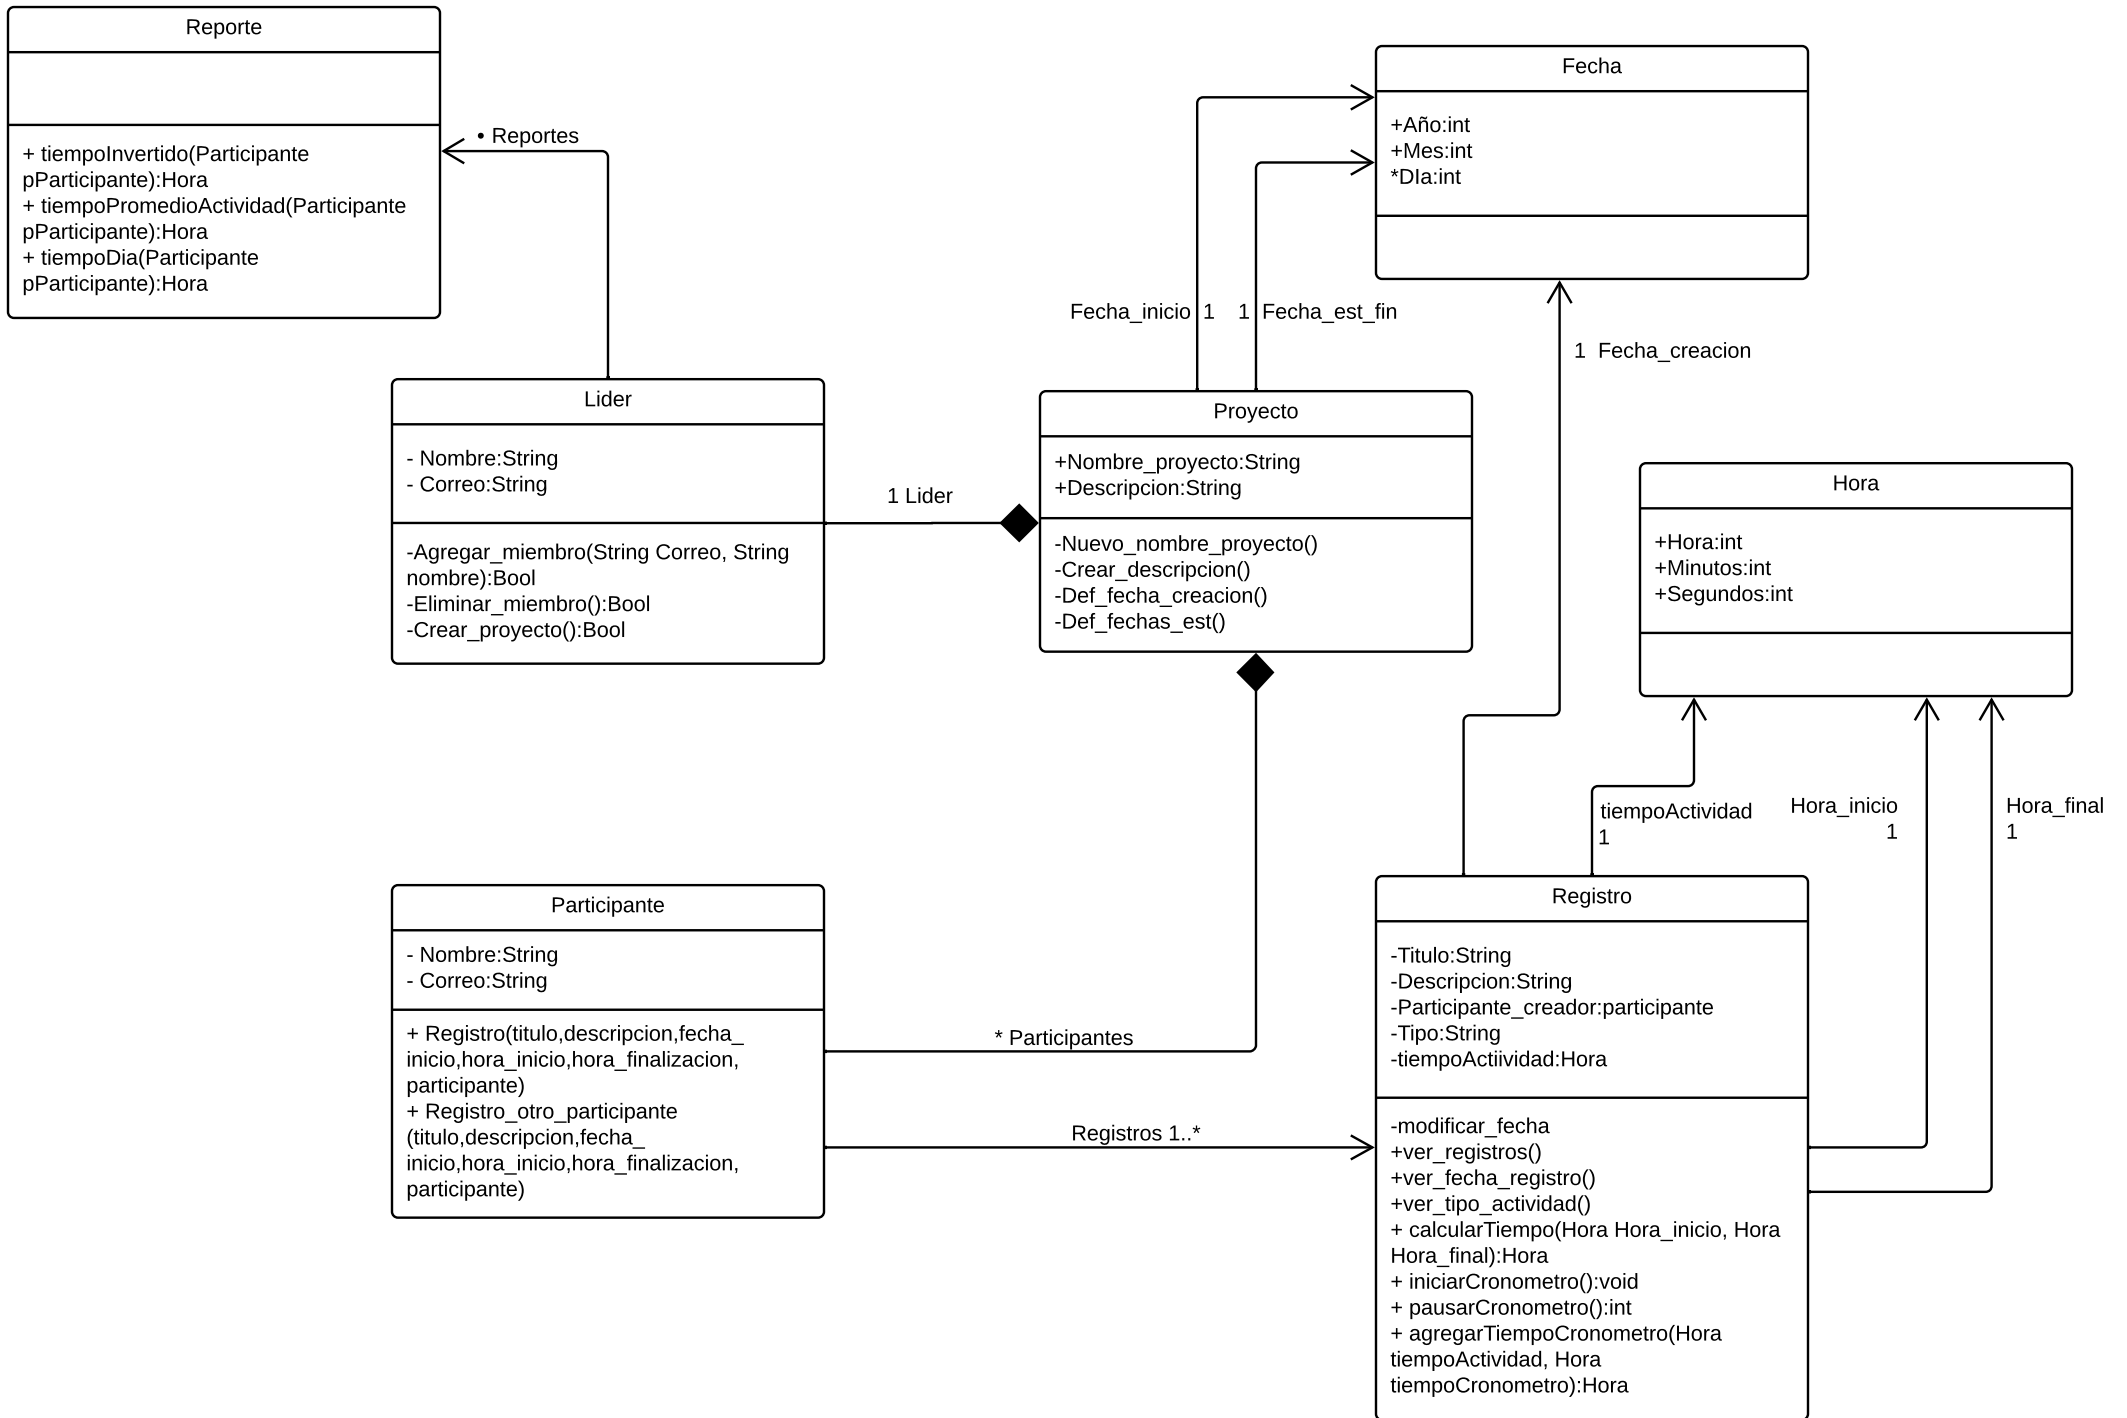 Reporte
+ tiempoInvertido(Participante
pParticipante):Hora
+ tiempoPromedioActividad(Participante
pParticipante):Hora
+ tiempoDia(Participante
pParticipante):Hora
• Reportes
Fecha
+Año:int
+Mes:int
*DIa:int
Fecha_inicio 1
1 Fecha_est_fin
1 Fecha_creacion
Lider
- Nombre:String
- Correo:String
-Agregar_miembro(String Correo, String
nombre):Bool
-Eliminar_miembro():Bool
-Crear_proyecto():Bool
1 Lider
Proyecto
+Nombre_proyecto:String
+Descripcion:String
-Nuevo_nombre_proyecto()
-Crear_descripcion()
-Def_fecha_creacion()
-Def_fechas_est()
Hora
+Hora:int
+Minutos:int
+Segundos:int
tiempoActividad
1
Hora_inicio
1
Hora_final
1
Participante
- Nombre:String
- Correo:String
+ Registro(titulo,descripcion,fecha_
inicio,hora_inicio,hora_finalizacion,
participante)
+ Registro_otro_participante
(titulo,descripcion,fecha_
inicio,hora_inicio,hora_finalizacion,
participante)
* Participantes
Registros 1..*
Registro
-Titulo:String
-Descripcion:String
-Participante_creador:participante
-Tipo:String
-tiempoActiividad:Hora
-modificar_fecha
+ver_registros()
+ver_fecha_registro()
+ver_tipo_actividad()
+ calcularTiempo(Hora Hora_inicio, Hora
Hora_final):Hora
+ iniciarCronometro():void
+ pausarCronometro():int
+ agregarTiempoCronometro(Hora
tiempoActividad, Hora
tiempoCronometro):Hora